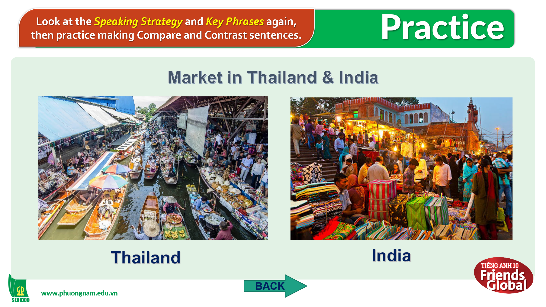 Look at the Speaking Strategy and Key Phrases again,
then practice making Compare and Contrast sentences.
Practice
Market in Thailand & India
Thailand
India
BACK
www.phuongnam.edu.vn
TIẾNG ANH 10
Friends
Global